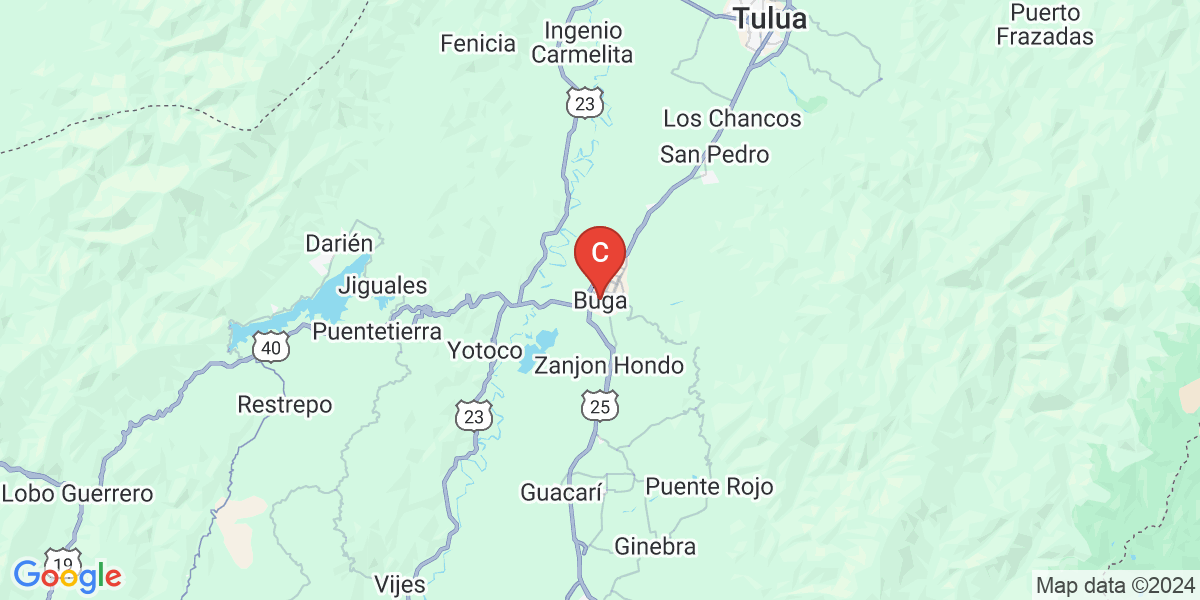 Tulua
Puerto
Frazadas
Ingenio
Carmelita
Fenicia
23
Los Chancos
San Pedro
Darién
C
Jiguales
Buga
Puentetierra
40
Yotoco
Zanjon Hondo
Restrepo
23
25
Lobo Guerrero
Guacarí
Puente Rojo
Ginebra
19
Google
Vijes
Map data ©2024